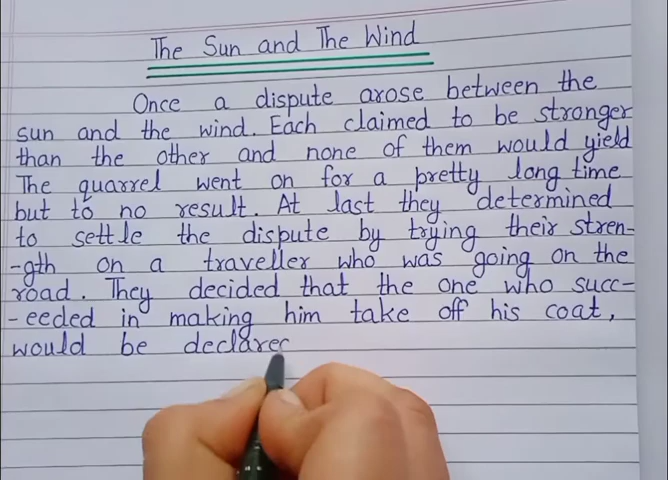 The Sun and The Wind
Once a dispute arose between the
sun and the wind. Each claimed to be stronger
than the other and none of them would yield
The quarrel went on for a pretty long time
but to no result. At last they determined
to settle the dispute by trying their stren-
-gth on a traveller who was going on the
road. They decided that the one who succ-
-eeded in making him take off his coat,
would be declarec